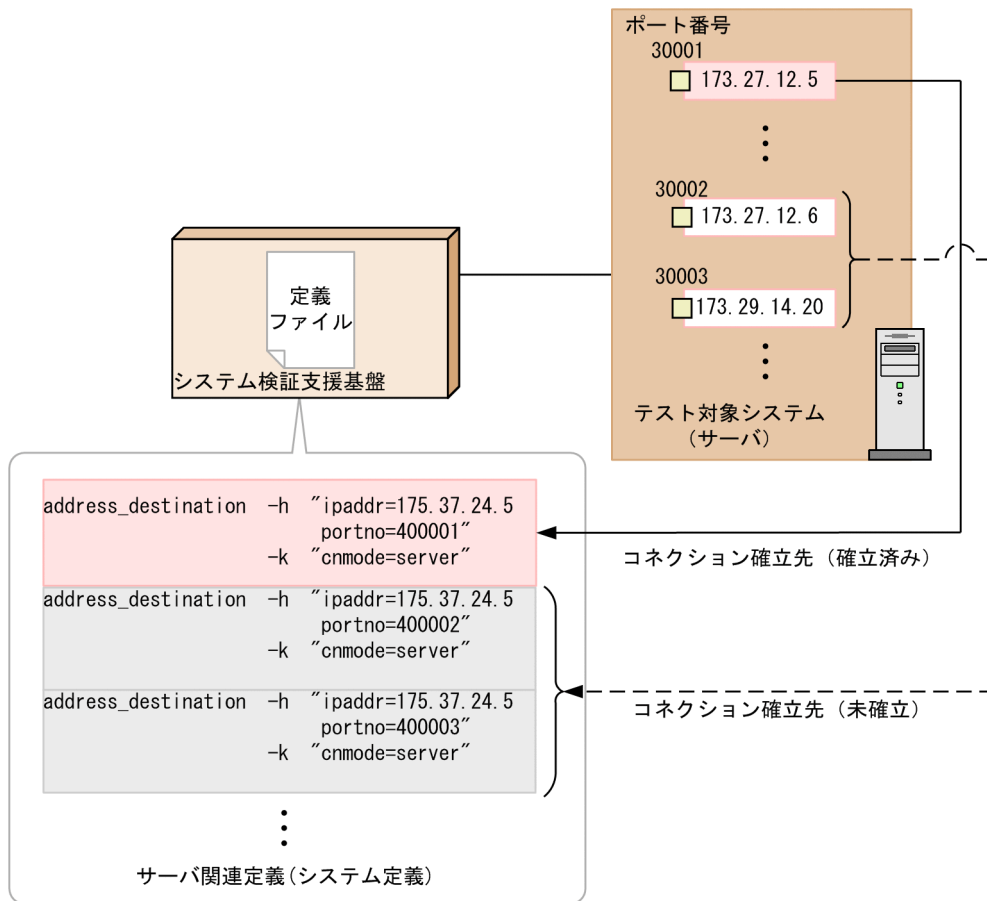 ポート番号
30001
173.27.12.5
30002
173.27.12.6
30003
173.29.14.20
テスト対象システム
(サーバ)
定義
ファイル
システム検証支援基盤
address_destination -h "ipaddr=175.37.24.5
portno=400001"
-k "cnmode=server"
コネクション確立先（確立済み）
address_destination -h "ipaddr=175.37.24.5
portno=400002"
-k "cnmode=server"
address_destination -h "ipaddr=175.37.24.5
portno=400003"
-k "cnmode=server"
コネクション確立先（未確立）
サーバ関連定義(システム定義)